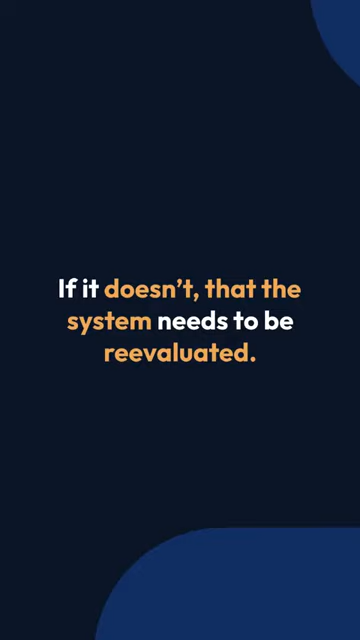 If it doesn’t, that the
system needs to be
reevaluated.